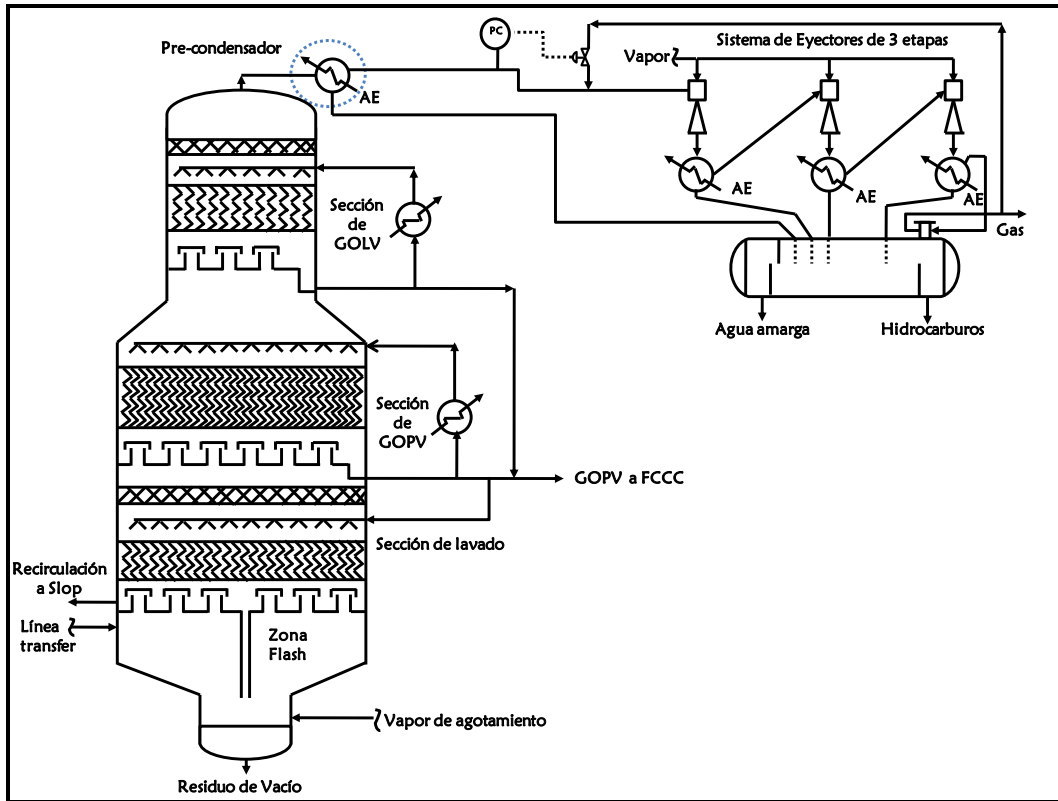 PC
Sistema de Eyectores de 3 etapas
Pre-condensador
Vapor
AE
AE
AE
AE
Sección
de
GOLV
Gas
Agua amarga
Hidrocarburos
Sección
de
GOPV
GOPV a FCCC
Sección de lavado
Recirculación
a Slop
Línea
transfer
Zona
Flash
Vapor de agotamiento
Residuo de Vacío